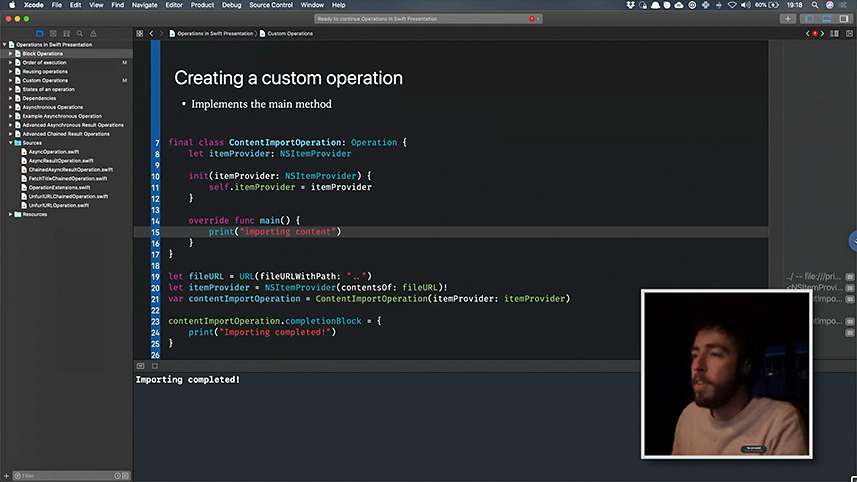 Xcode File Edit View Find Navigate Editor Product Debug Source Control Window Help
60% 19:18
Ready to continue Operations in Swift Presentation
Operations in Swift Presentation
Block Operations
Order of execution M
Reusing operations
Custom Operations M
States of an operation
Dependencies
Asynchronous Operations
Example Asynchronous Operation
Advanced Asynchronous Result Operations
Advanced Chained Result Operations
Sources
AsyncOperation.swift
AsyncResultOperation.swift
ChainedAsyncResultOperation.swift
FetchTitleChainedOperation.swift
OperationExtensions.swift
UnfurlURLChainedOperation.swift
UnfurlURLOperation.swift
Resources
Filter
Operations in Swift Presentation Custom Operations
Creating a custom operation
• Implements the main method
7 final class ContentImportOperation: Operation {
8 let itemProvider: NSItemProvider
9
10 init(itemProvider: NSItemProvider) {
11 self.itemProvider = itemProvider
12 }
13
14 override func main() {
15 print("importing content")
16 }
17 }
18
19 let fileURL = URL(fileURLWithPath: "..")
20 let itemProvider = NSItemProvider(contentsOf: fileURL)!
21 var contentImportOperation = ContentImportOperation(itemProvider: itemProvider)
22
23 contentImportOperation.completionBlock = {
24 print("Importing completed!")
25 }
26
../ -- file:///pri...
<NSItemProvi...
Importing completed!